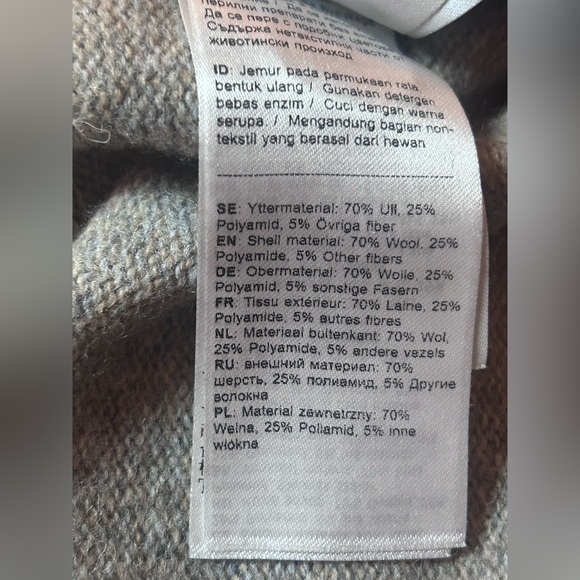 перилни препарати без
Да се пере с подобни цветове
Съдържа нетекстилни части от
животински произход
ID: Jemur pada permukaan rata,
bentuk ulang / Gunakan detergen
bebas enzim / Cuci dengan warna
serupa. / Mengandung bagian non-
tekstil yang berasal dari hewan
SE: Yttermaterial: 70% Ull, 25%
Polyamid, 5% Övriga fiber
EN: Shell material: 70% Wool, 25%
Polyamide, 5% Other fibers
DE: Obermaterial: 70% Wolle, 25%
Polyamid, 5% sonstige Fasern
FR: Tissu extérieur: 70% Laine, 25%
Polyamide, 5% autres fibres
NL: Materiaal buitenkant: 70% Wol,
25% Polyamide, 5% andere vezels
RU: внешний материал: 70%
шерсть, 25% полиамид, 5% Другие
волокна
PL: Materiał zewnętrzny: 70%
Wełna, 25% Poliamid, 5% inne
włókna